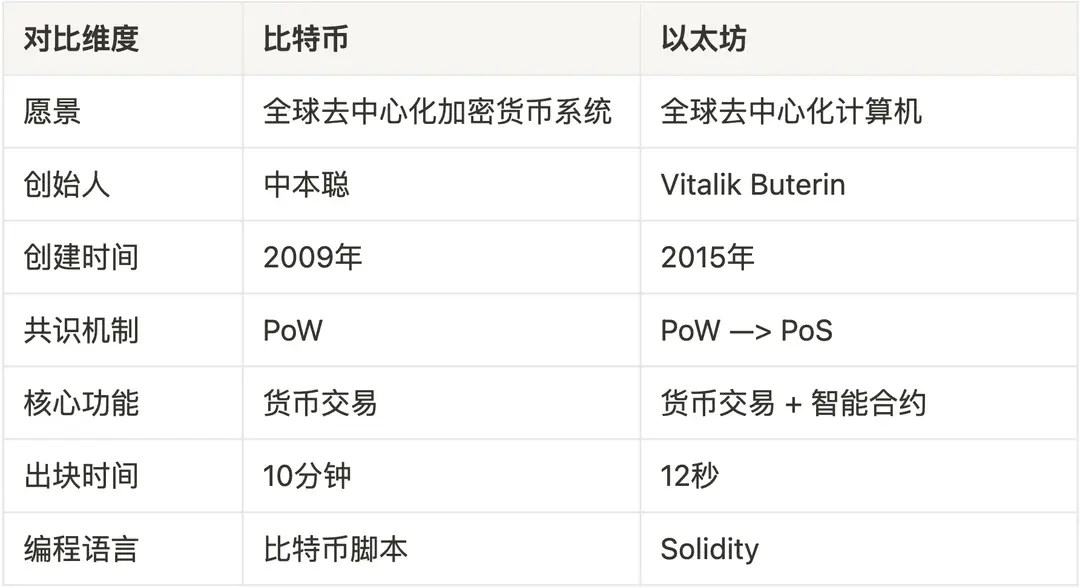 对比维度 比特币 以太坊
愿景 全球去中心化加密货币系统 全球去中心化计算机
创始人 中本聪 Vitalik Buterin
创建时间 2009年 2015年
共识机制 PoW PoW —> PoS
核心功能 货币交易 货币交易 + 智能合约
出块时间 10分钟 12秒
编程语言 比特币脚本 Solidity